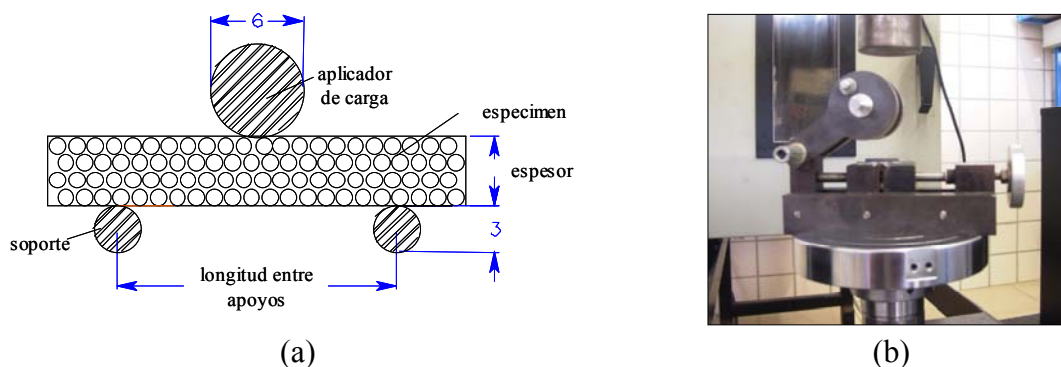 6
aplicador
de carga
especimen
espesor
soporte
3
longitud entre
apoyos
(a)
(b)